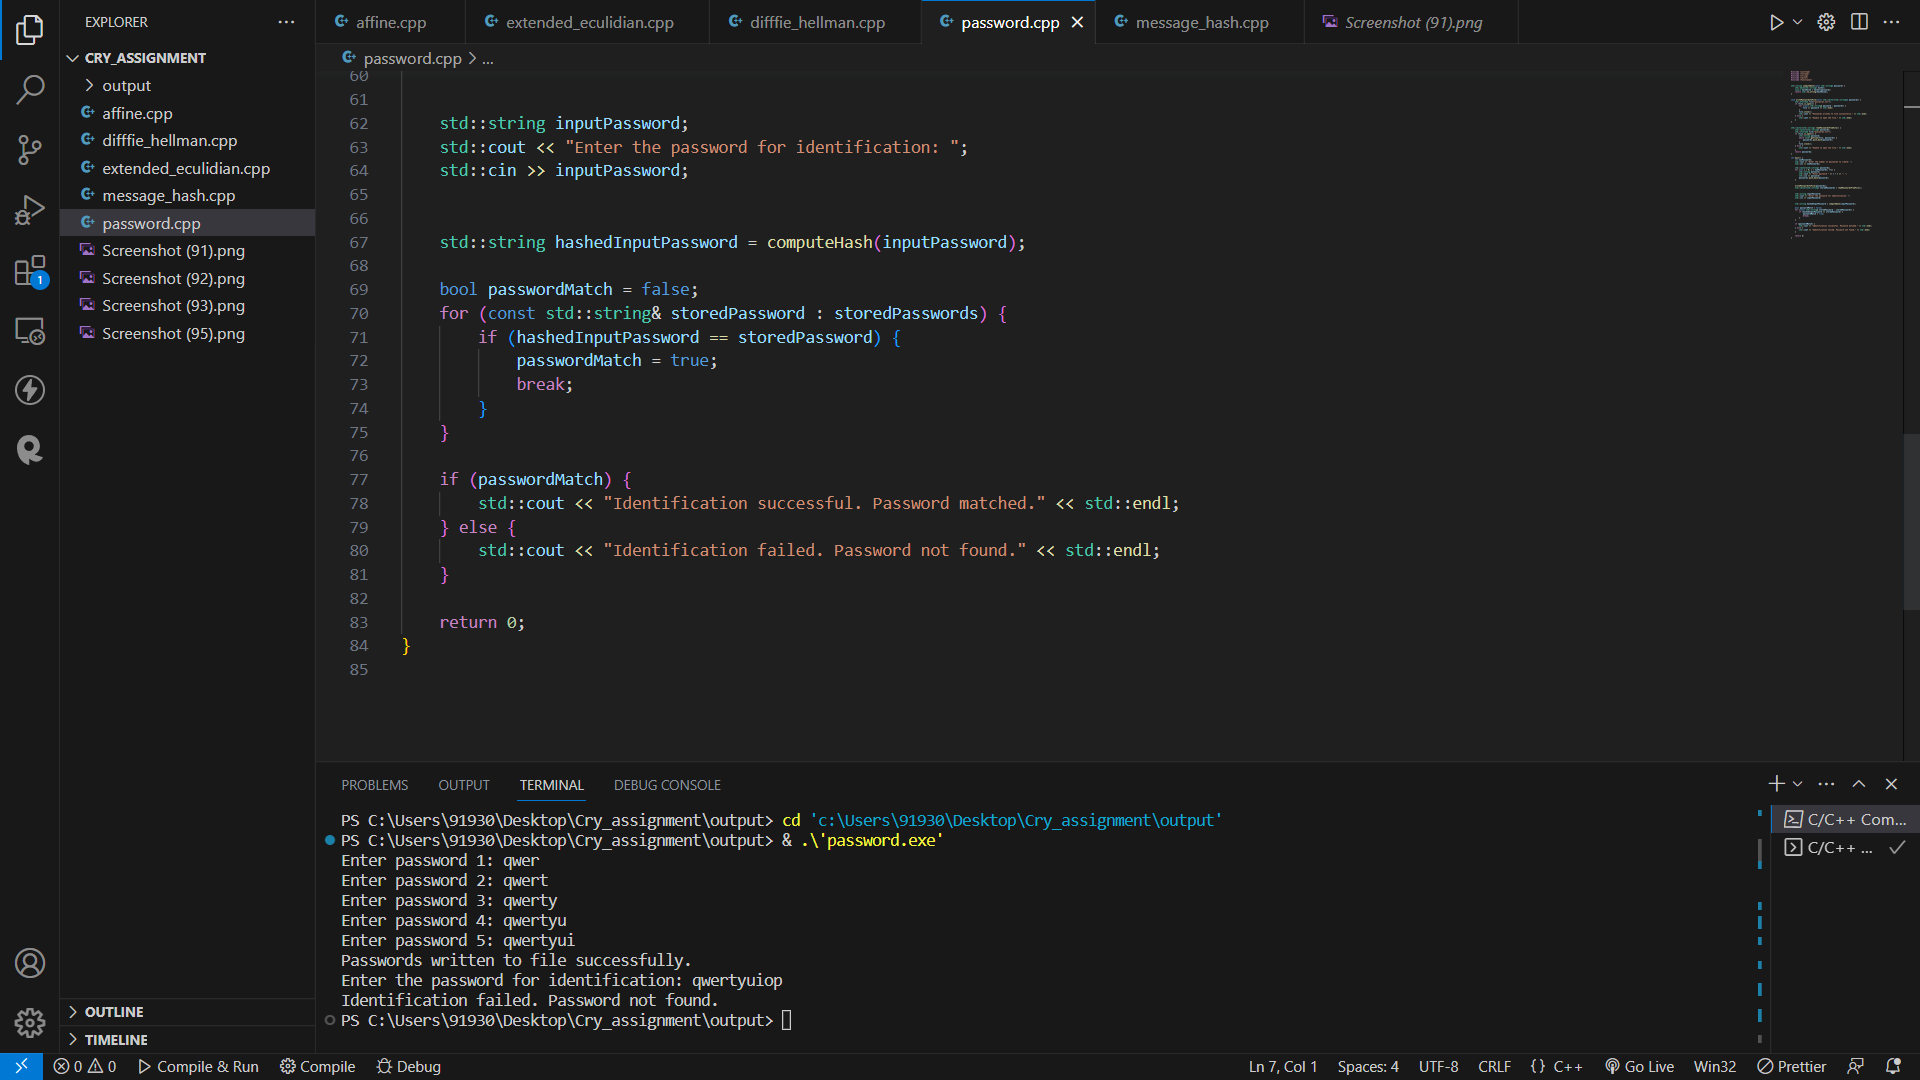 EXPLORER
CRY_ASSIGNMENT
output
affine.cpp
difffie_hellman.cpp
extended_eculidian.cpp
message_hash.cpp
password.cpp
Screenshot (91).png
Screenshot (92).png
Screenshot (93).png
Screenshot (95).png
OUTLINE
TIMELINE
1
affine.cpp
extended_eculidian.cpp
difffie_hellman.cpp
password.cpp
message_hash.cpp
Screenshot (91).png
password.cpp > ...
60
61
62 std::string inputPassword;
63 std::cout << "Enter the password for identification: ";
64 std::cin >> inputPassword;
65
66
67 std::string hashedInputPassword = computeHash(inputPassword);
68
69 bool passwordMatch = false;
70 for (const std::string& storedPassword : storedPasswords) {
71 if (hashedInputPassword == storedPassword) {
72 passwordMatch = true;
73 break;
74 }
75 }
76
77 if (passwordMatch) {
78 std::cout << "Identification successful. Password matched." << std::endl;
79 } else {
80 std::cout << "Identification failed. Password not found." << std::endl;
81 }
82
83 return 0;
84 }
85
PROBLEMS OUTPUT TERMINAL DEBUG CONSOLE
PS C:\Users\91930\Desktop\Cry_assignment\output> cd 'c:\Users\91930\Desktop\Cry_assignment\output'
PS C:\Users\91930\Desktop\Cry_assignment\output> & .\'password.exe'
Enter password 1: qwer
Enter password 2: qwert
Enter password 3: qwerty
Enter password 4: qwertyu
Enter password 5: qwertyui
Passwords written to file successfully.
Enter the password for identification: qwertyuiop
Identification failed. Password not found.
PS C:\Users\91930\Desktop\Cry_assignment\output>
C/C++ Com...
C/C++ ...
0 0 Compile & Run Compile Debug
Ln 7, Col 1 Spaces: 4 UTF-8 CRLF {} C++ Go Live Win32 Prettier